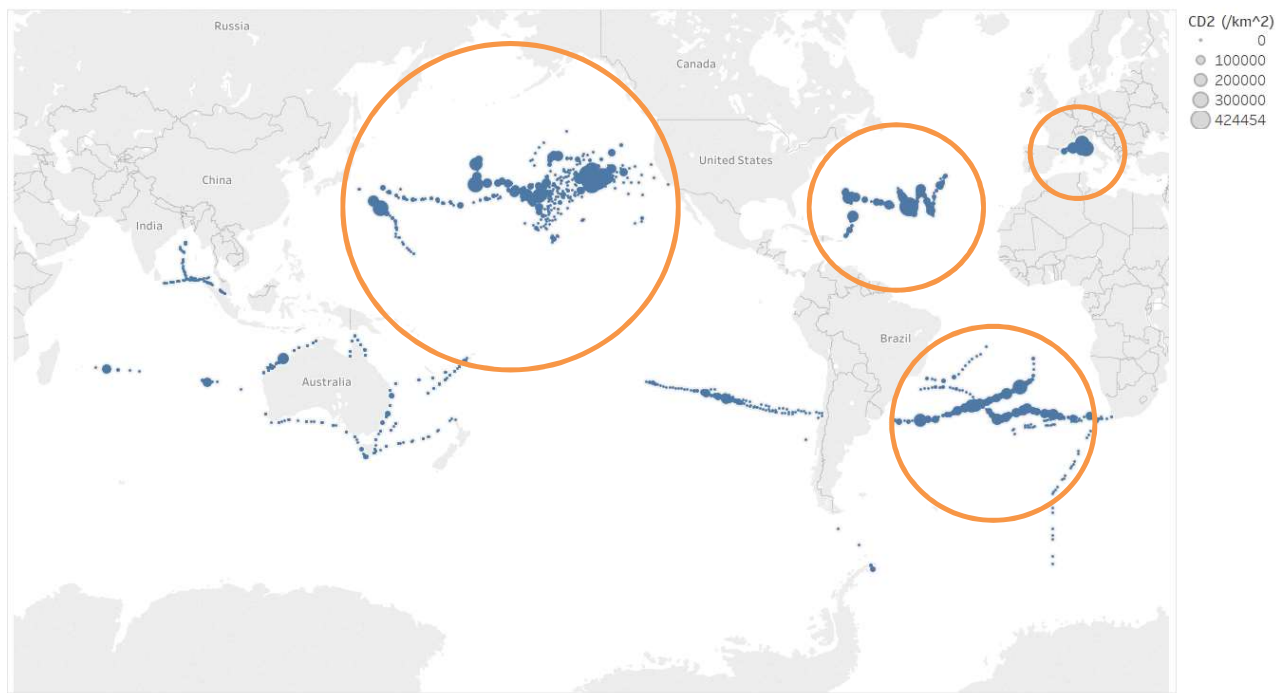 CD2 (/km^2)
0
100000
200000
300000
424454
Russia
Canada
United States
China
India
Brazil
Australia